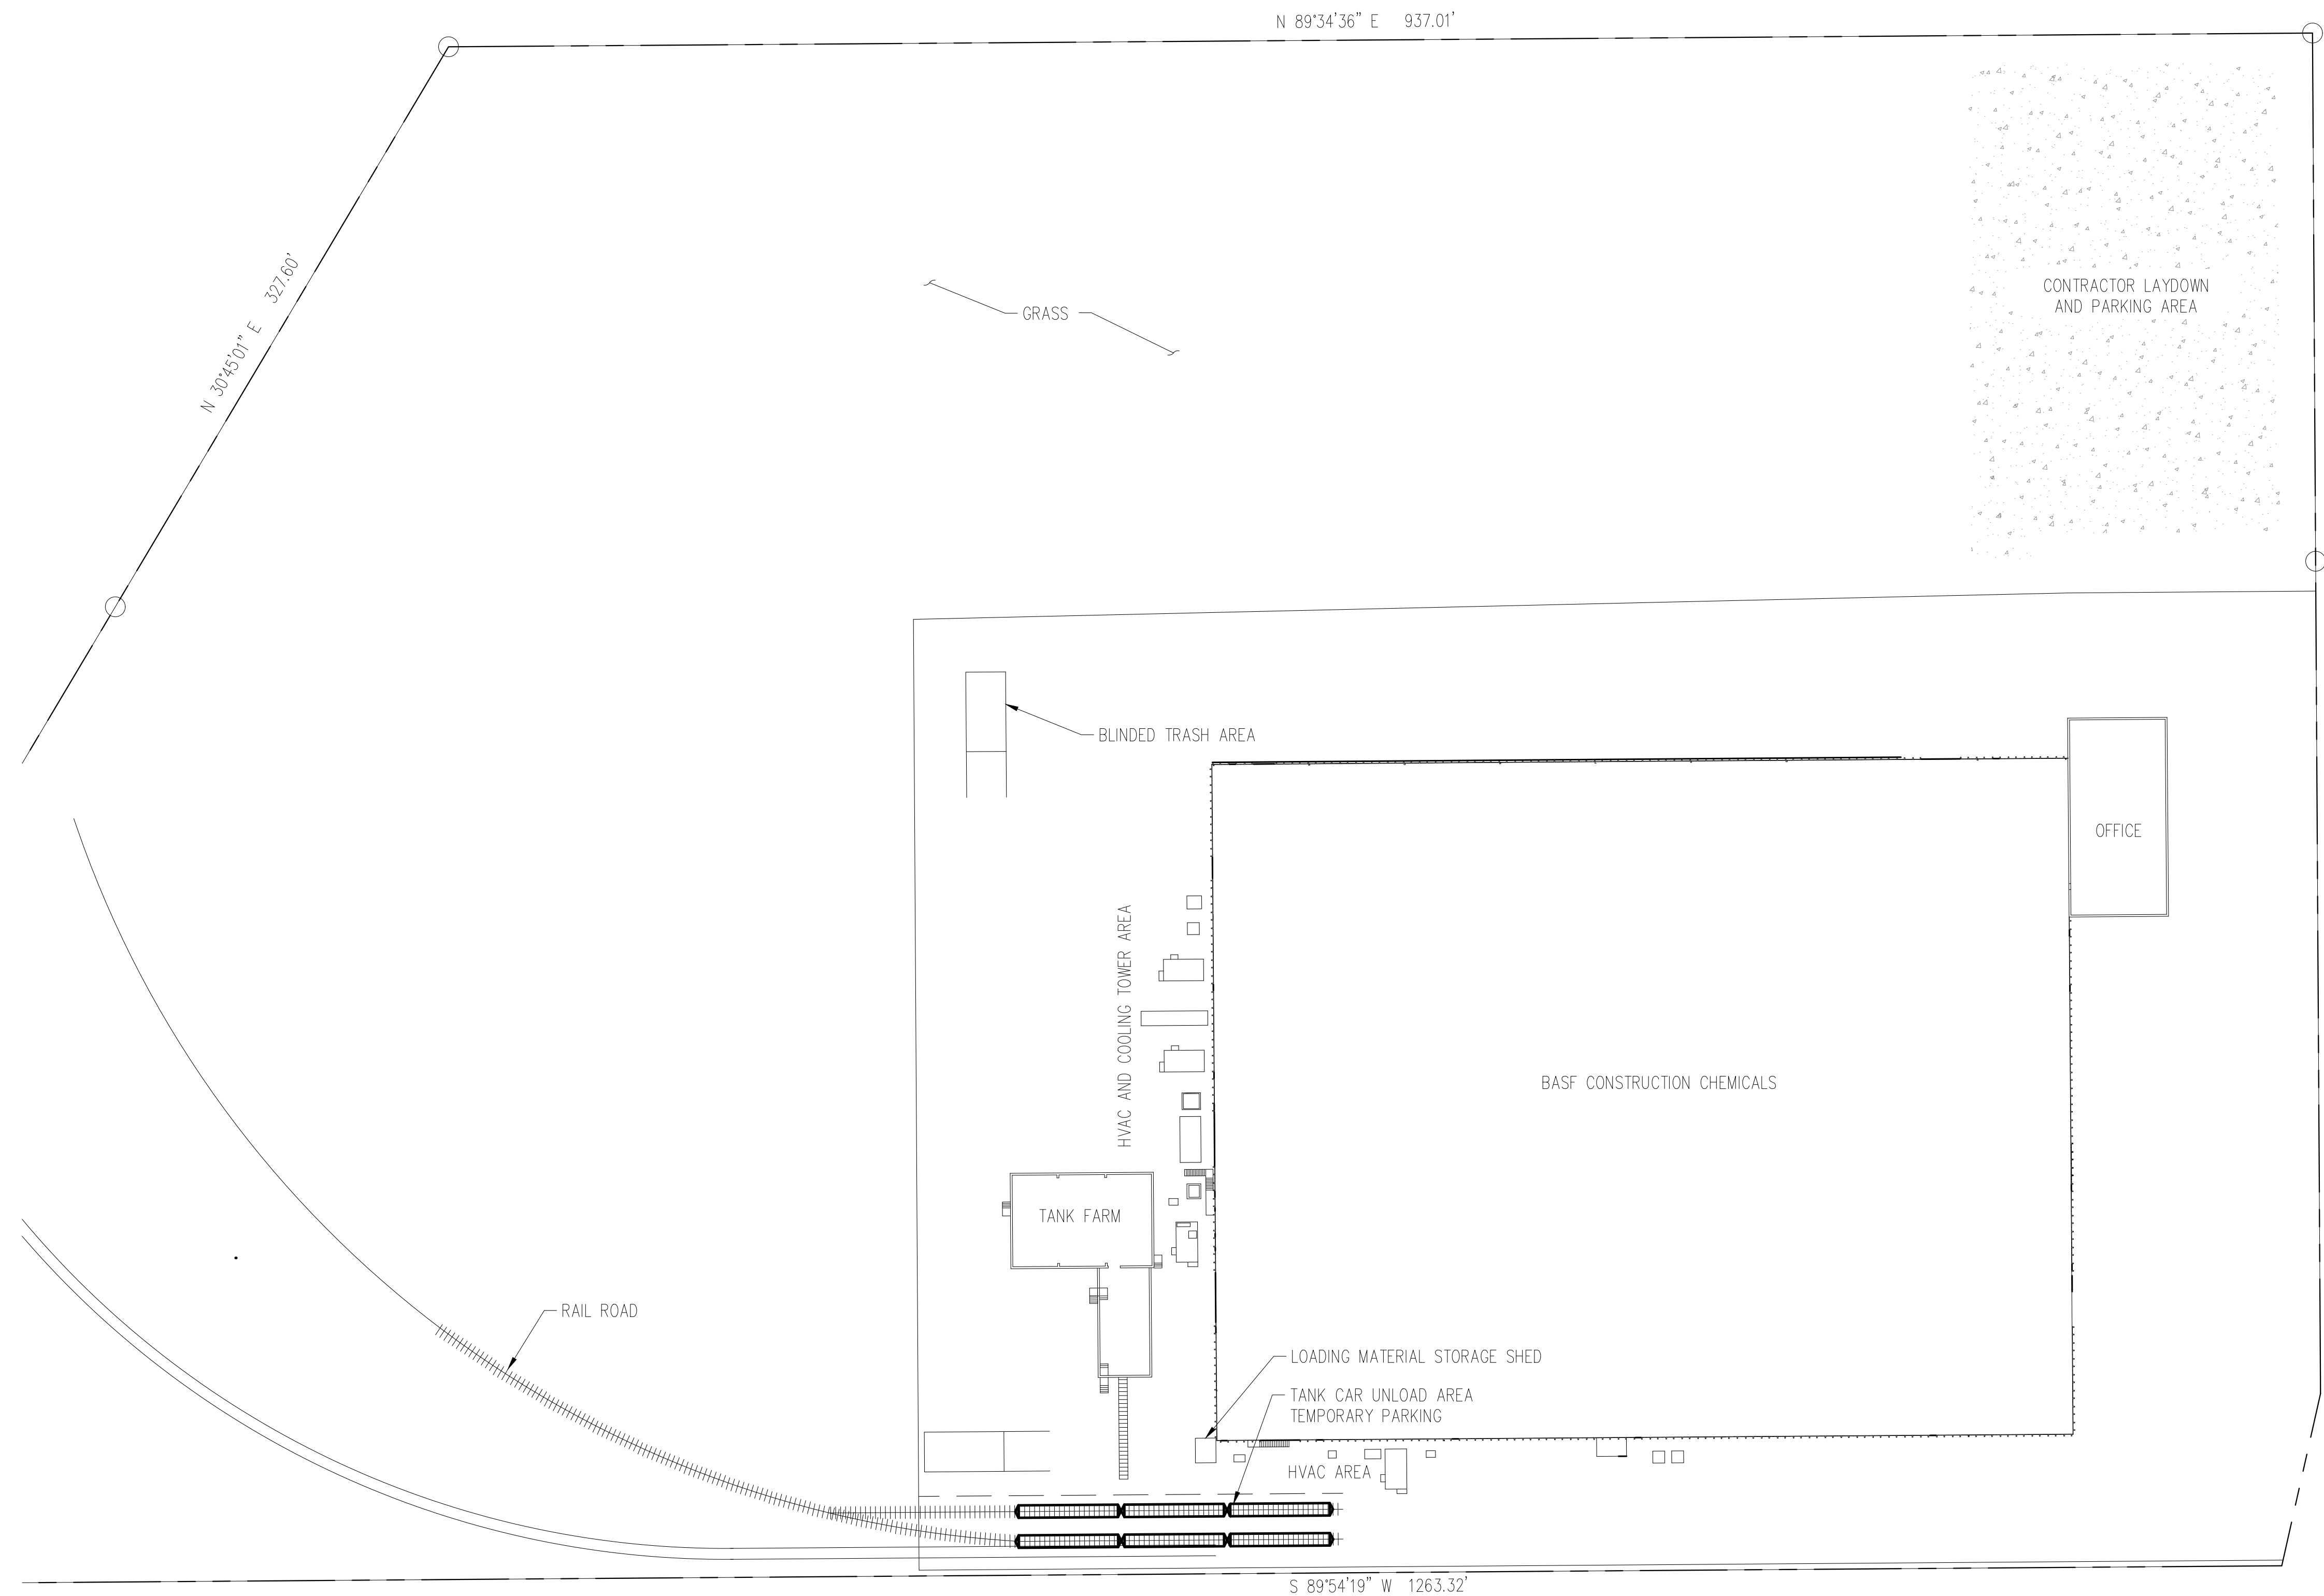 N 89°34'36" E 937.01'
N 30°45'01" E 327.60'
GRASS
CONTRACTOR LAYDOWN
AND PARKING AREA
BLINDED TRASH AREA
OFFICE
HVAC AND COOLING TOWER AREA
BASF CONSTRUCTION CHEMICALS
TANK FARM
RAIL ROAD
LOADING MATERIAL STORAGE SHED
TANK CAR UNLOAD AREA
TEMPORARY PARKING
HVAC AREA
S 89°54'19" W 1263.32'